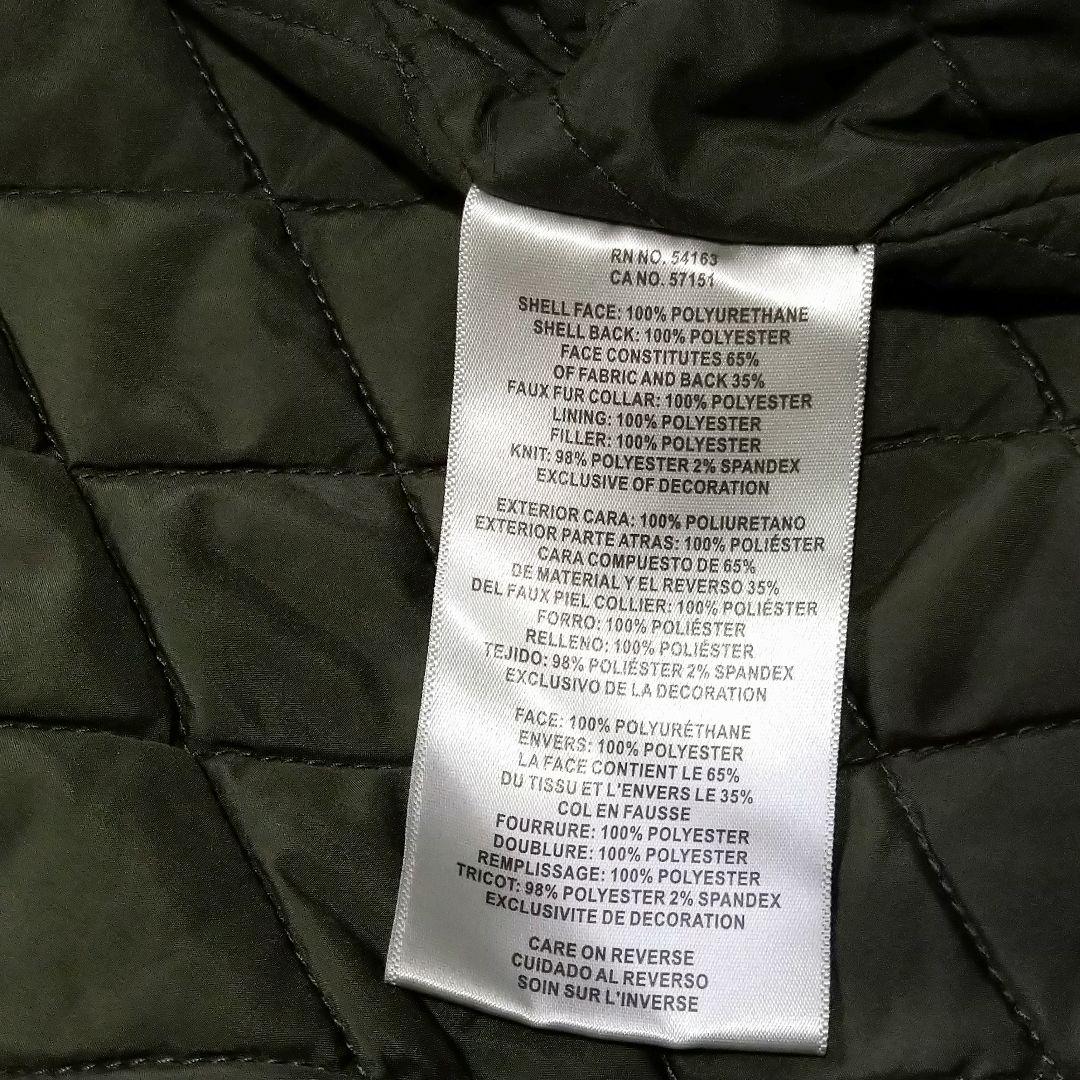 RN NO. 54163
CA NO. 57151
SHELL FACE: 100% POLYURETHANE
SHELL BACK: 100% POLYESTER
FACE CONSTITUTES 65%
OF FABRIC AND BACK 35%
FAUX FUR COLLAR: 100% POLYESTER
LINING: 100% POLYESTER
FILLER: 100% POLYESTER
KNIT: 98% POLYESTER 2% SPANDEX
EXCLUSIVE OF DECORATION
EXTERIOR CARA: 100% POLIURETANO
EXTERIOR PARTE ATRAS: 100% POLIÉSTER
CARA COMPUESTO DE 65%
DE MATERIAL Y EL REVERSO 35%
DEL FAUX PIEL COLLIER: 100% POLIÉSTER
FORRO: 100% POLIÉSTER
RELLENO: 100% POLIÉSTER
TEJIDO: 98% POLIÉSTER 2% SPANDEX
EXCLUSIVO DE LA DECORATION
FACE: 100% POLYURÉTHANE
ENVERS: 100% POLYESTER
LA FACE CONTIENT LE 65%
DU TISSU ET L'ENVERS LE 35%
COL EN FAUSSE
FOURRURE: 100% POLYESTER
DOUBLURE: 100% POLYESTER
REMPLISSAGE: 100% POLYESTER
TRICOT: 98% POLYESTER 2% SPANDEX
EXCLUSIVITE DE DECORATION
CARE ON REVERSE
CUIDADO AL REVERSO
SOIN SUR L'INVERSE